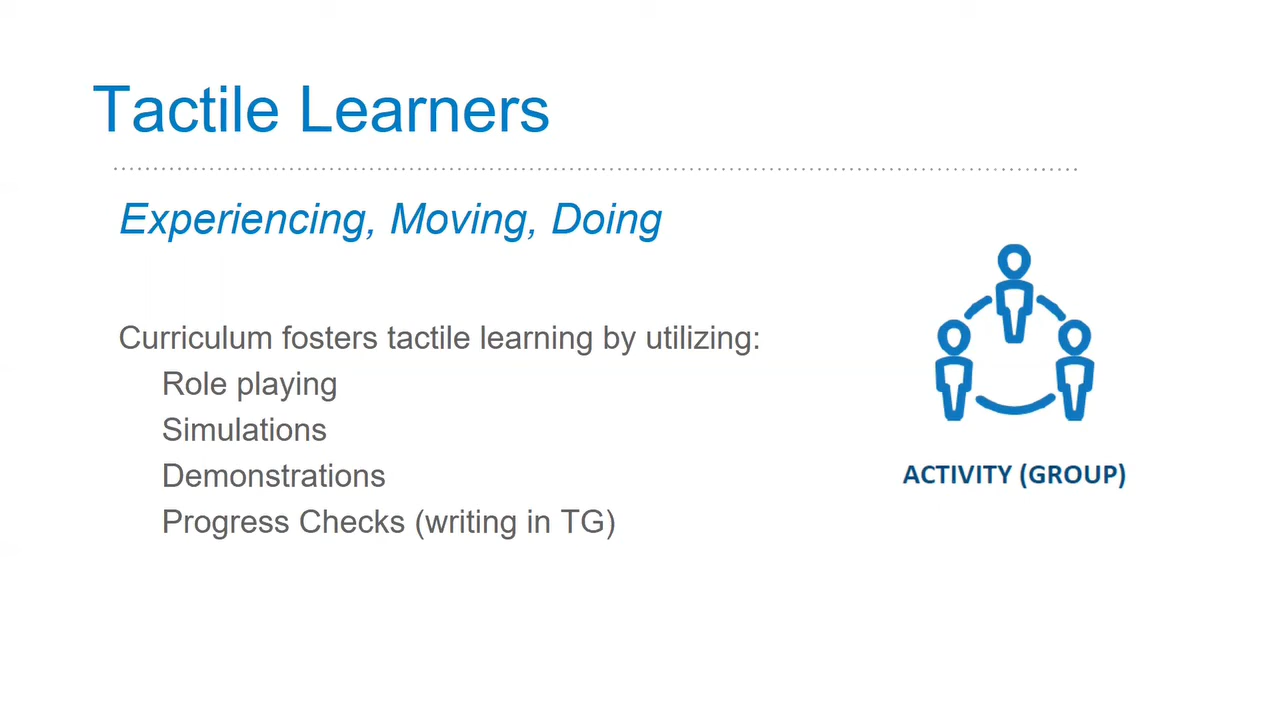 Tactile Learners
Experiencing, Moving, Doing
Curriculum fosters tactile learning by utilizing:
Role playing
Simulations
Demonstrations
Progress Checks (writing in TG)
ACTIVITY (GROUP)